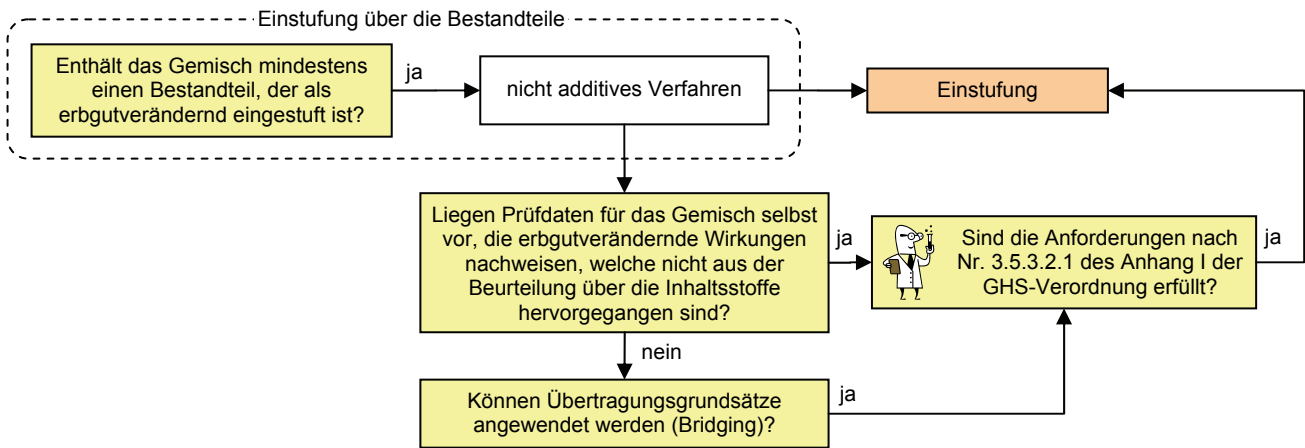 Einstufung über die Bestandteile
Enthält das Gemisch mindestens
einen Bestandteil, der als
erbgutverändernd eingestuft ist?
ja
nicht additives Verfahren
Einstufung
Liegen Prüfdaten für das Gemisch selbst
vor, die erbgutverändernde Wirkungen
nachweisen, welche nicht aus der
Beurteilung über die Inhaltsstoffe
hervorgegangen sind?
ja
Sind die Anforderungen nach
Nr. 3.5.3.2.1 des Anhang I der
GHS-Verordnung erfüllt?
ja
nein
Können Übertragungsgrundsätze
angewendet werden (Bridging)?
ja